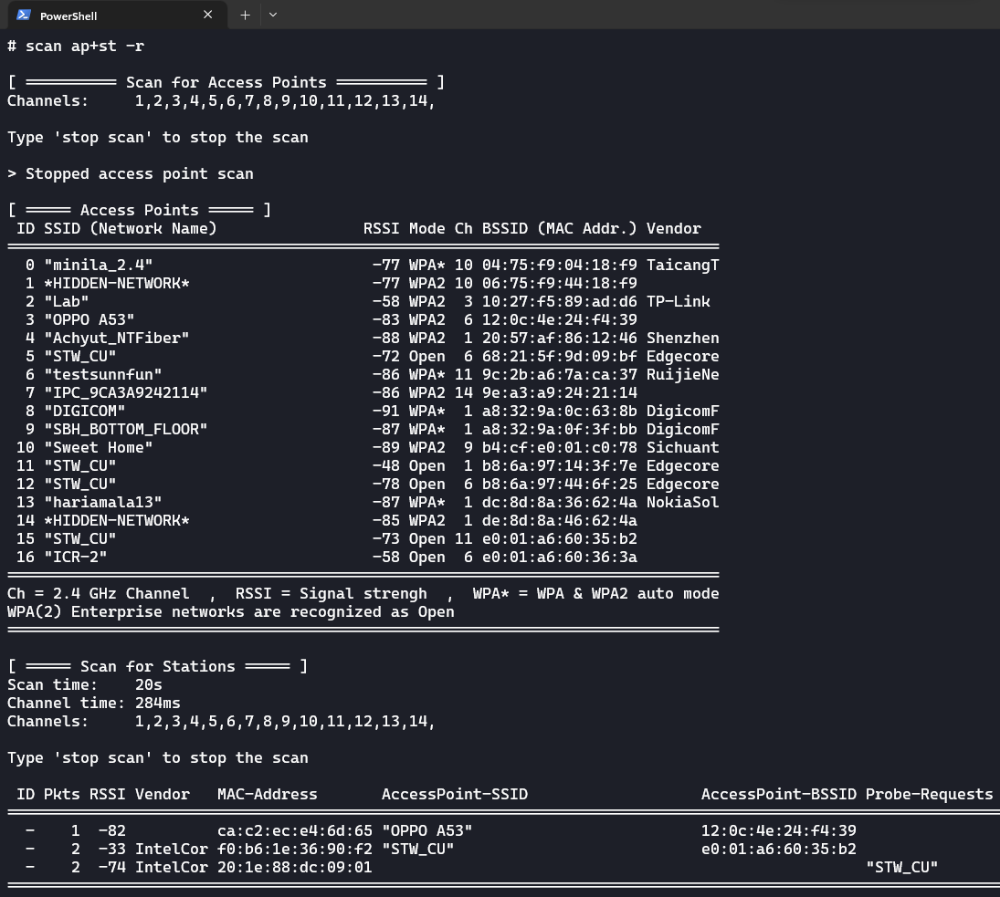 PowerShell
# scan ap+st -r
[ ══════════ Scan for Access Points ══════════ ]
Channels:     1,2,3,4,5,6,7,8,9,10,11,12,13,14,
Type 'stop scan' to stop the scan
> Stopped access point scan
[ ═════ Access Points ═════ ]
 ID SSID (Network Name)                RSSI Mode Ch BSSID (MAC Addr.) Vendor
  0 "minila_2.4"                        -77 WPA* 10 04:75:f9:04:18:f9 TaicangT
  1 *HIDDEN-NETWORK*                    -77 WPA2 10 06:75:f9:44:18:f9
  2 "Lab"                               -58 WPA2  3 10:27:f5:89:ad:d6 TP-Link
  3 "OPPO A53"                          -83 WPA2  6 12:0c:4e:24:f4:39
  4 "Achyut_NTFiber"                    -88 WPA2  1 20:57:af:86:12:46 Shenzhen
  5 "STW_CU"                            -72 Open  6 68:21:5f:9d:09:bf Edgecore
  6 "testsunnfun"                       -86 WPA* 11 9c:2b:a6:7a:ca:37 RuijieNe
  7 "IPC_9CA3A9242114"                  -86 WPA2 14 9e:a3:a9:24:21:14
  8 "DIGICOM"                           -91 WPA*  1 a8:32:9a:0c:63:8b DigicomF
  9 "SBH_BOTTOM_FLOOR"                  -87 WPA*  1 a8:32:9a:0f:3f:bb DigicomF
 10 "Sweet Home"                        -89 WPA2  9 b4:cf:e0:01:c0:78 Sichuant
 11 "STW_CU"                            -48 Open  1 b8:6a:97:14:3f:7e Edgecore
 12 "STW_CU"                            -78 Open  6 b8:6a:97:44:6f:25 Edgecore
 13 "hariamala13"                       -87 WPA*  1 dc:8d:8a:36:62:4a NokiaSol
 14 *HIDDEN-NETWORK*                    -85 WPA2  1 de:8d:8a:46:62:4a
 15 "STW_CU"                            -73 Open 11 e0:01:a6:60:35:b2
 16 "ICR-2"                             -58 Open  6 e0:01:a6:60:36:3a
Ch = 2.4 GHz Channel  ,  RSSI = Signal strengh  ,  WPA* = WPA & WPA2 auto mode
WPA(2) Enterprise networks are recognized as Open
[ ═════ Scan for Stations ═════ ]
Scan time:    20s
Channel time: 284ms
Channels:     1,2,3,4,5,6,7,8,9,10,11,12,13,14,
Type 'stop scan' to stop the scan
 ID Pkts RSSI Vendor   MAC-Address       AccessPoint-SSID                   AccessPoint-BSSID Probe-Requests
  -    1  -82          ca:c2:ec:e4:6d:65 "OPPO A53"                         12:0c:4e:24:f4:39
  -    2  -33 IntelCor f0:b6:1e:36:90:f2 "STW_CU"                           e0:01:a6:60:35:b2
  -    2  -74 IntelCor 20:1e:88:dc:09:01                                                      "STW_CU"